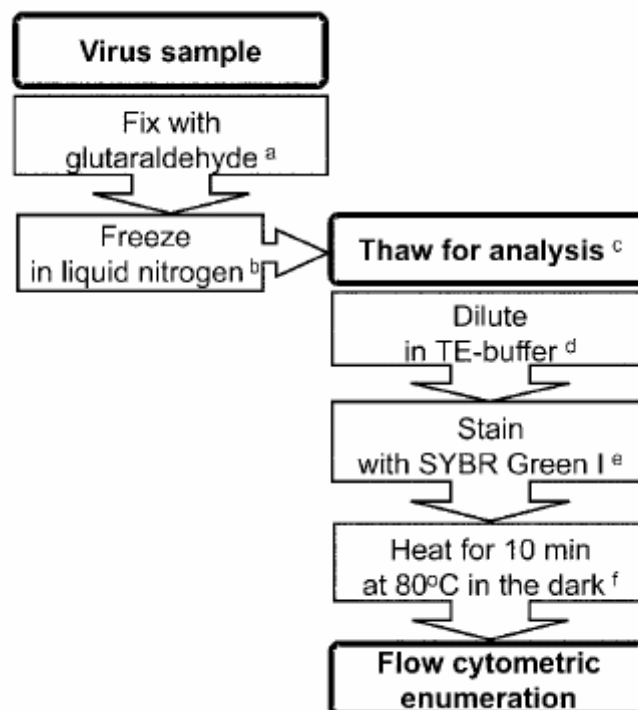 Virus sample
Fix with
glutaraldehyde a
Freeze
in liquid nitrogen b
Thaw for analysis c
Dilute
in TE-buffer d
Stain
with SYBR Green I e
Heat for 10 min
at 80ºC in the dark f
Flow cytometric
enumeration